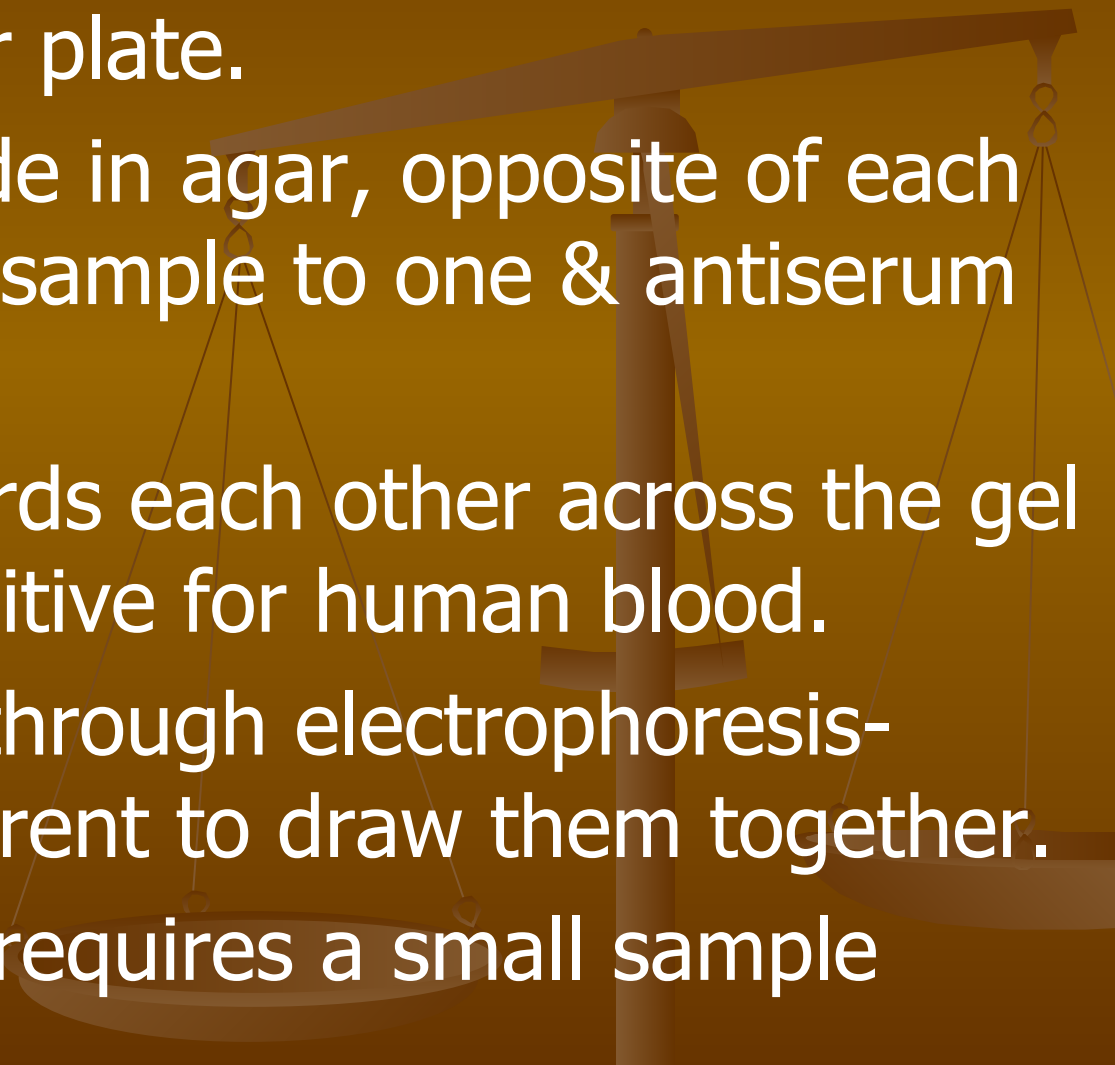 r plate.
de in agar, opposite of each
sample to one & antiserum
rds each other across the gel
itive for human blood.
through electrophoresis-
rent to draw them together.
requires a small sample